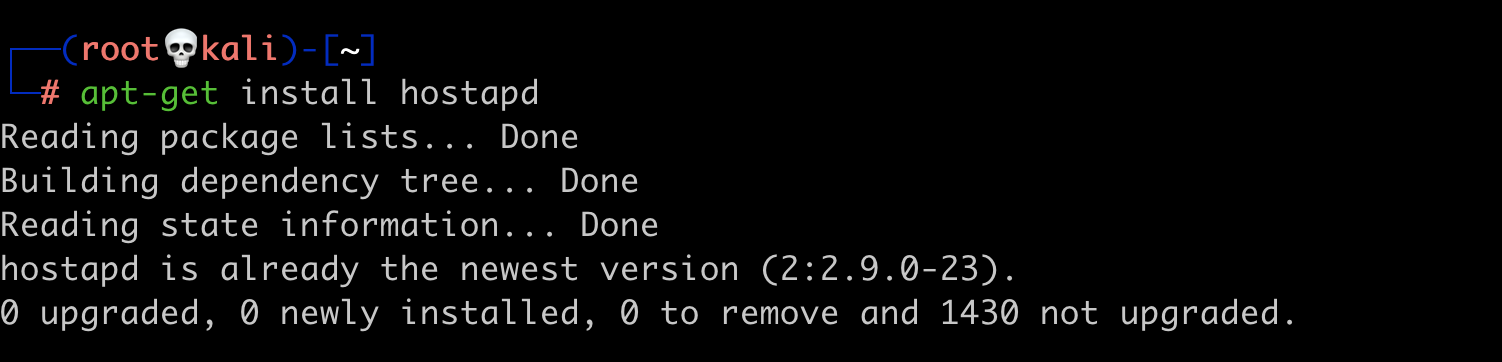 ┌──(root💀kali)-[~]
└─# apt-get install hostapd
Reading package lists... Done
Building dependency tree... Done
Reading state information... Done
hostapd is already the newest version (2:2.9.0-23).
0 upgraded, 0 newly installed, 0 to remove and 1430 not upgraded.